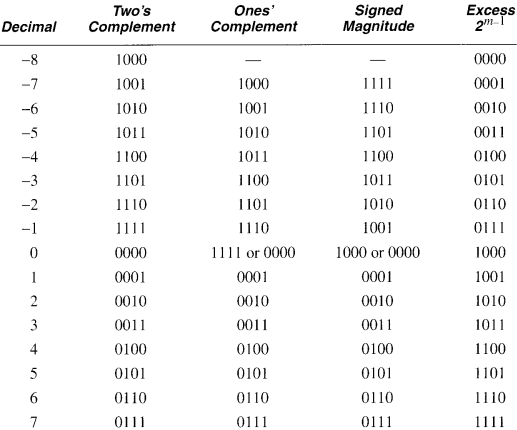 Decimal Two's Complement Ones' Complement Signed Magnitude Excess 2^{m-1}
–8 1000 — — 0000
–7 1001 1000 1111 0001
–6 1010 1001 1110 0010
–5 1011 1010 1101 0011
–4 1100 1011 1100 0100
–3 1101 1100 1011 0101
–2 1110 1101 1010 0110
–1 1111 1110 1001 0111
0 0000 1111 or 0000 1000 or 0000 1000
1 0001 0001 0001 1001
2 0010 0010 0010 1010
3 0011 0011 0011 1011
4 0100 0100 0100 1100
5 0101 0101 0101 1101
6 0110 0110 0110 1110
7 0111 0111 0111 1111